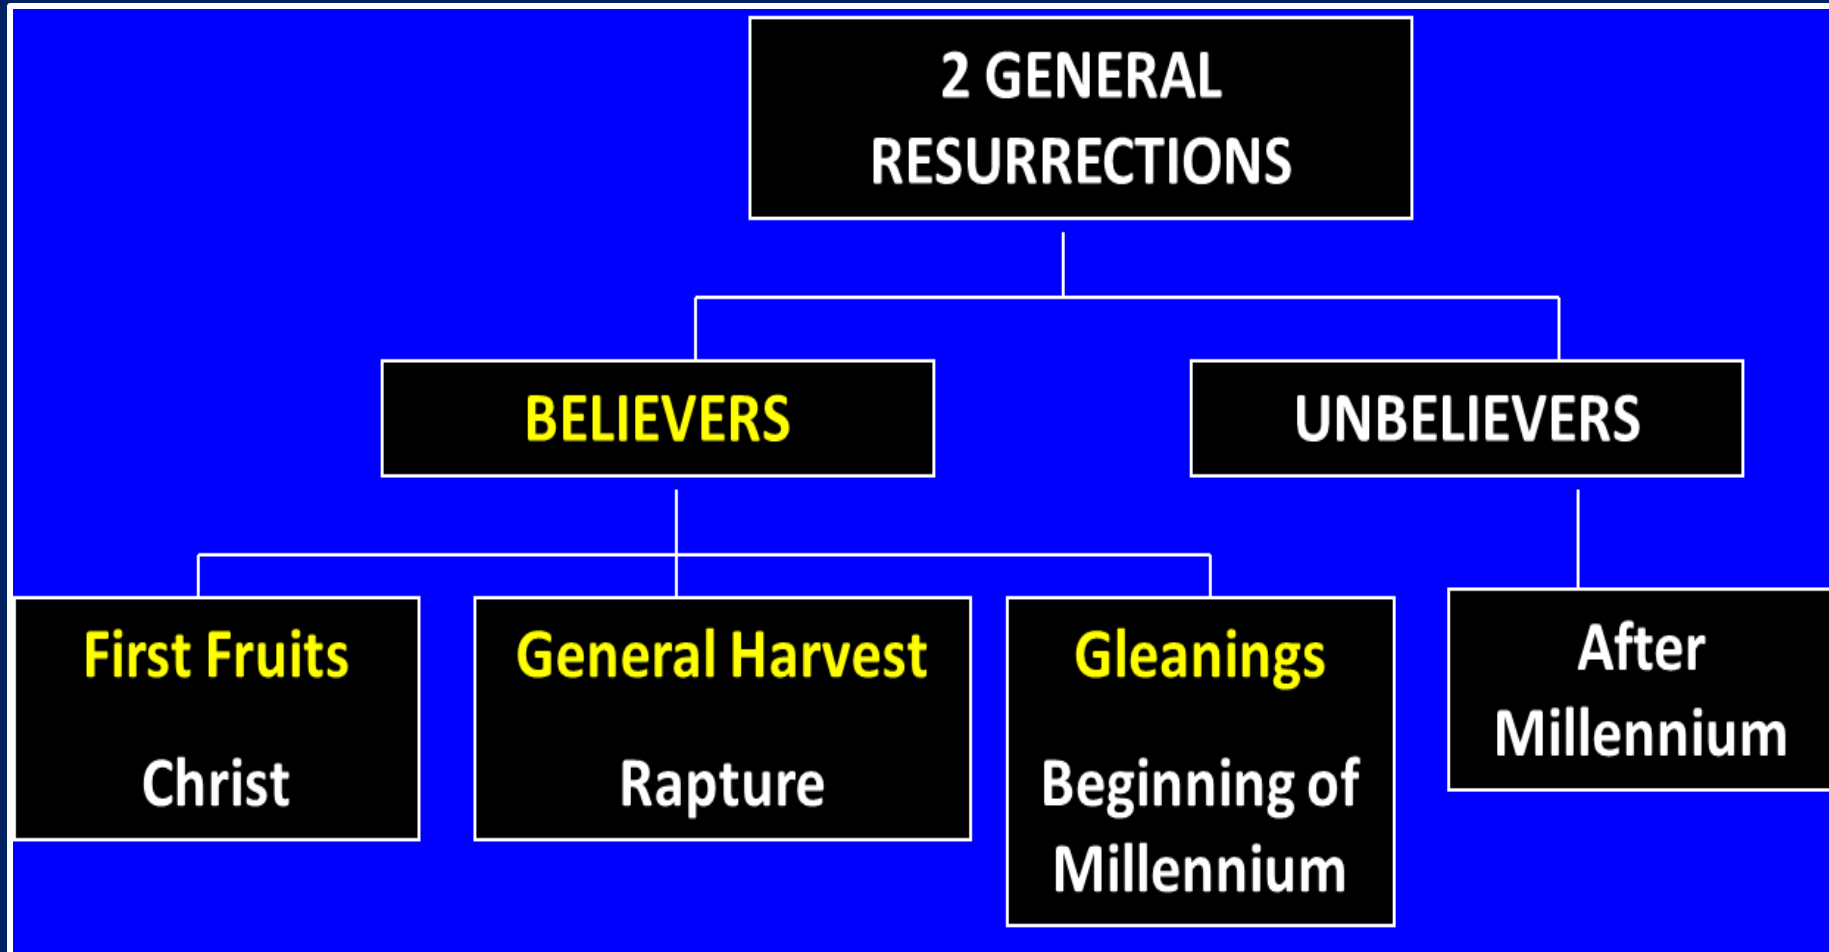 2 GENERAL
RESURRECTIONS
BELIEVERS
UNBELIEVERS
First Fruits
Christ
General Harvest
Rapture
Gleanings
Beginning of
Millennium
After
Millennium